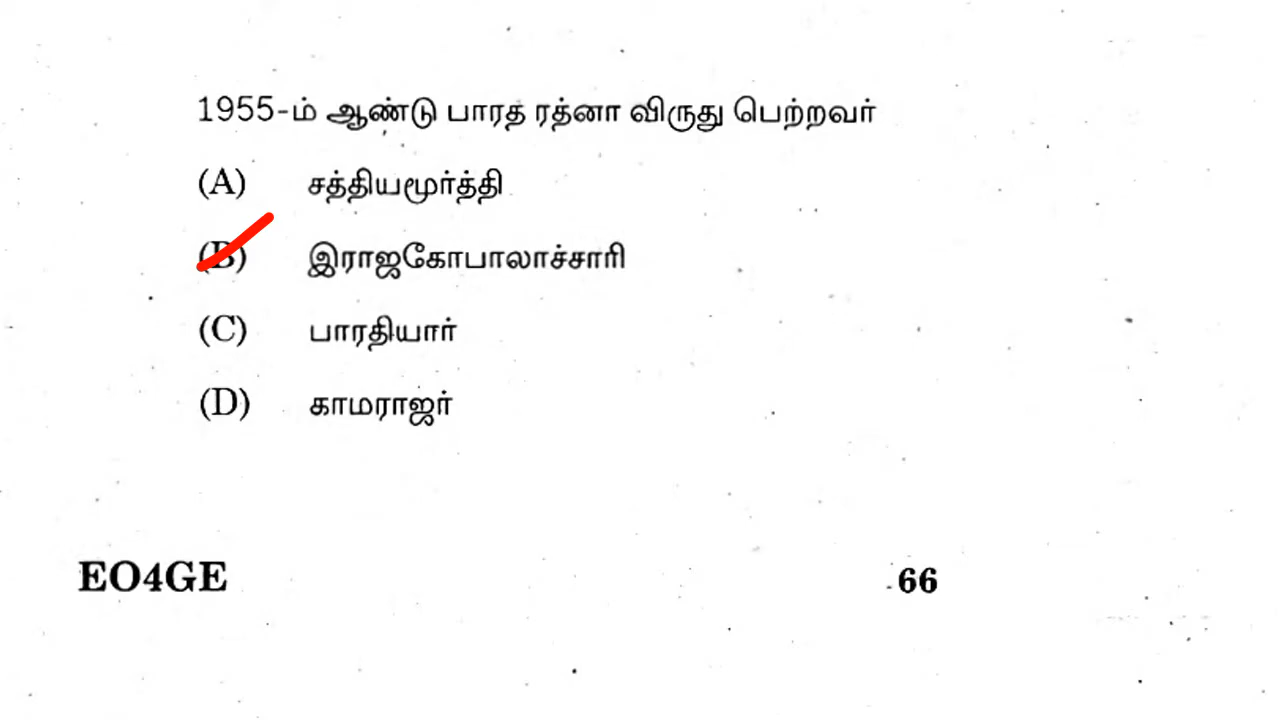 1955-ம் ஆண்டு பாரத ரத்னா விருது பெற்றவர்
(A) சத்தியமூர்த்தி
(B) இராஜகோபாலாச்சாரி
(C) பாரதியார்
(D) காமராஜர்
EO4GE 66